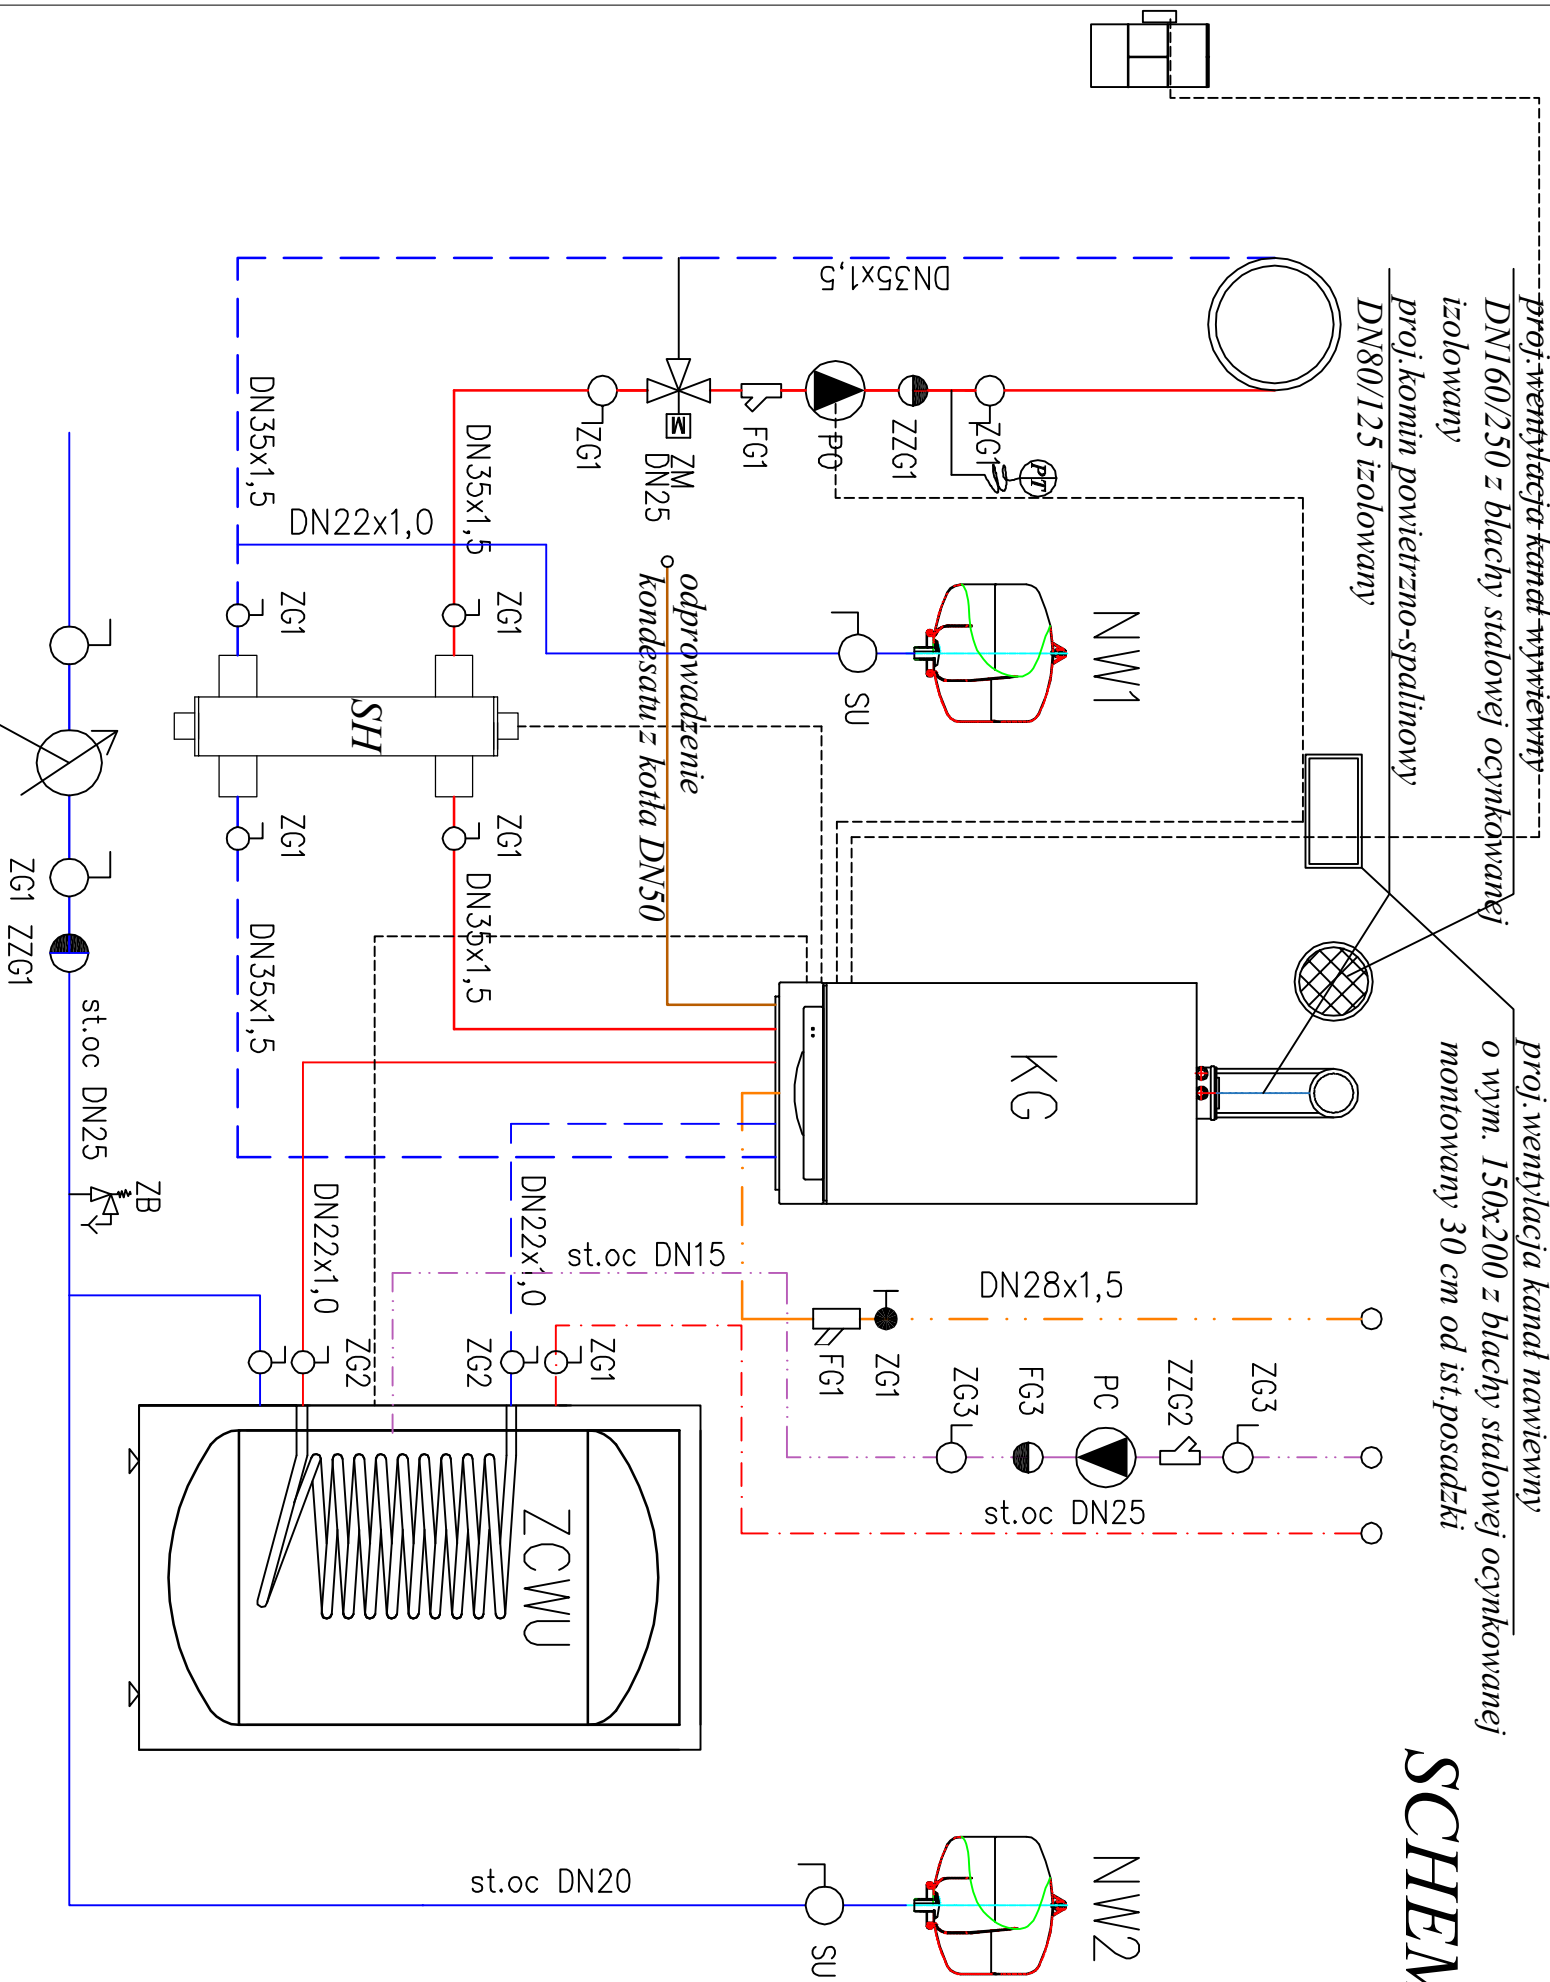 SCHEM
proj.wentylacja kanał wywiewny
DN160/250 z blachy stalowej ocynkowanej
izolowany
proj.komin powietrzno-spalinowy
DN80/125 izolowany
proj.wentylacja kanał nawiewny
o wym. 150x200 z blachy stalowej ocynkowanej
montowany 30 cm od ist.posadzki
DN35x1,5
ZG1
PT
ZZG1
PO
FG1
ZM
DN25
M
ZG1
NW1
SU
odprowadzenie
kondesatu z kotła DN50
KG
DN35x1,5
DN35x1,5
DN22x1,0
ZG1
ZG1
SH
ZG1
ZG1
DN35x1,5
DN35x1,5
ZG1
ZZG1
st.oc DN25
ZB
DN22x1,0
DN22x1,0
st.oc DN15
DN28x1,5
FG1
ZG1
ZG3
FG3
PC
ZZG2
ZG3
st.oc DN25
ZG2
ZG2
ZG1
ZCWU
st.oc DN20
NW2
SU